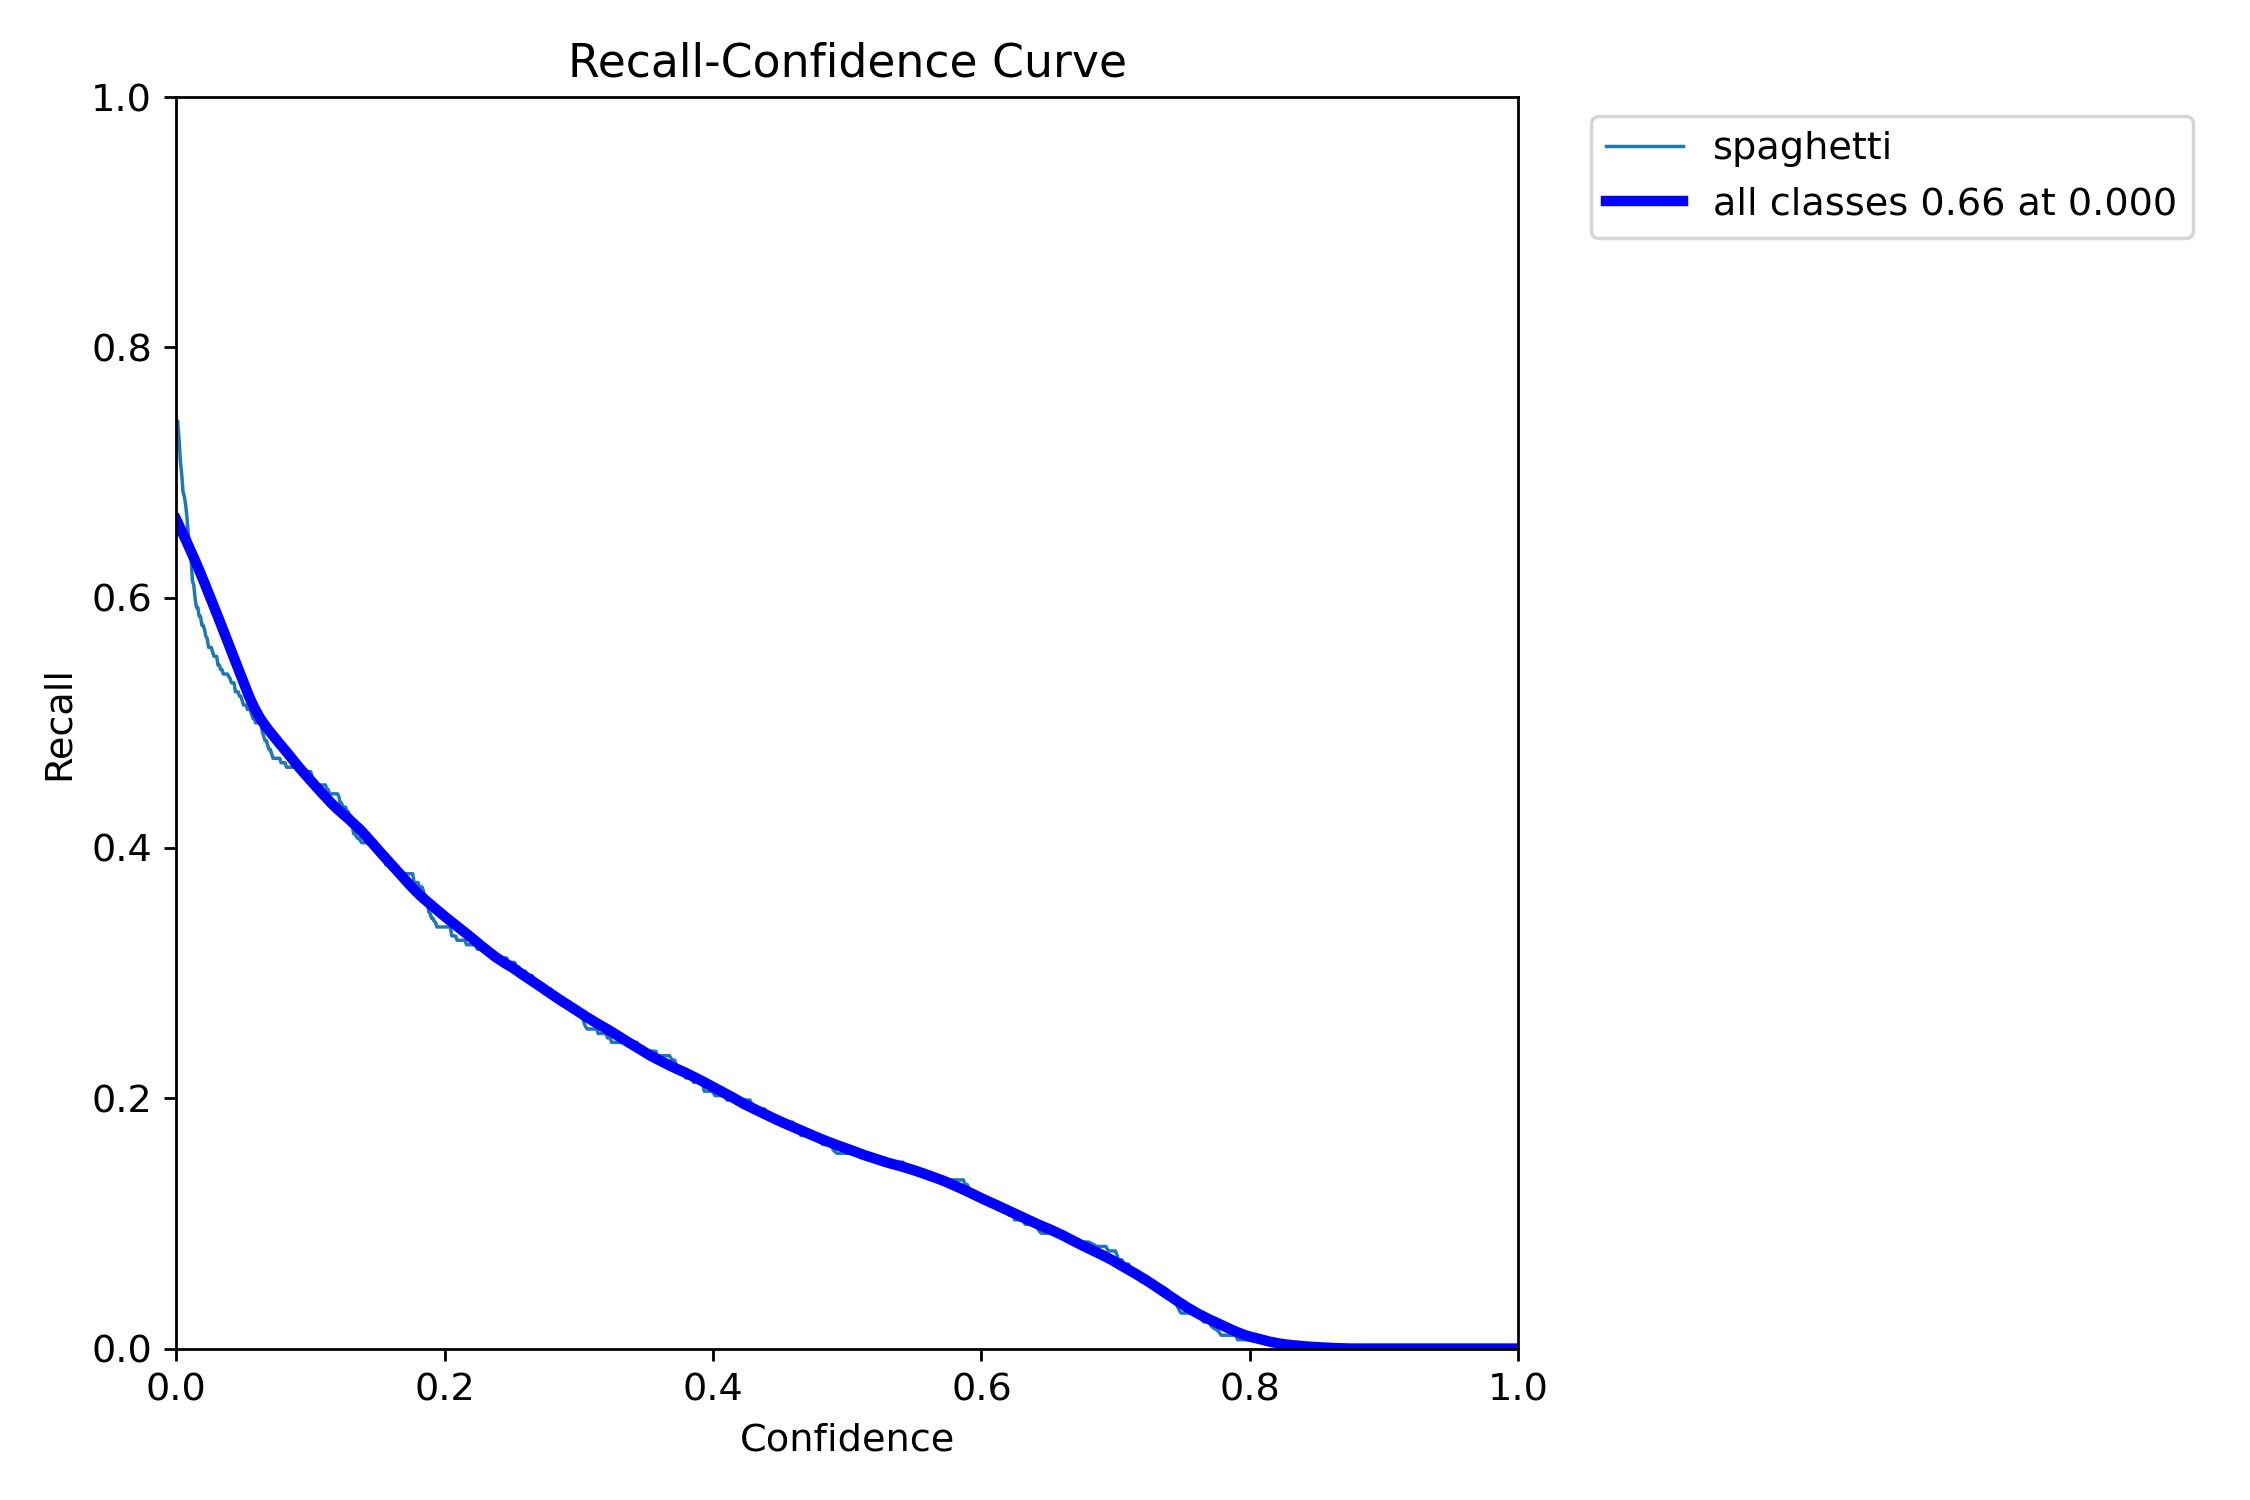 Recall-Confidence Curve
1.0
0.8
0.6
0.4
0.2
0.0
Recall
0.0 0.2 0.4 0.6 0.8 1.0
Confidence
spaghetti
all classes 0.66 at 0.000